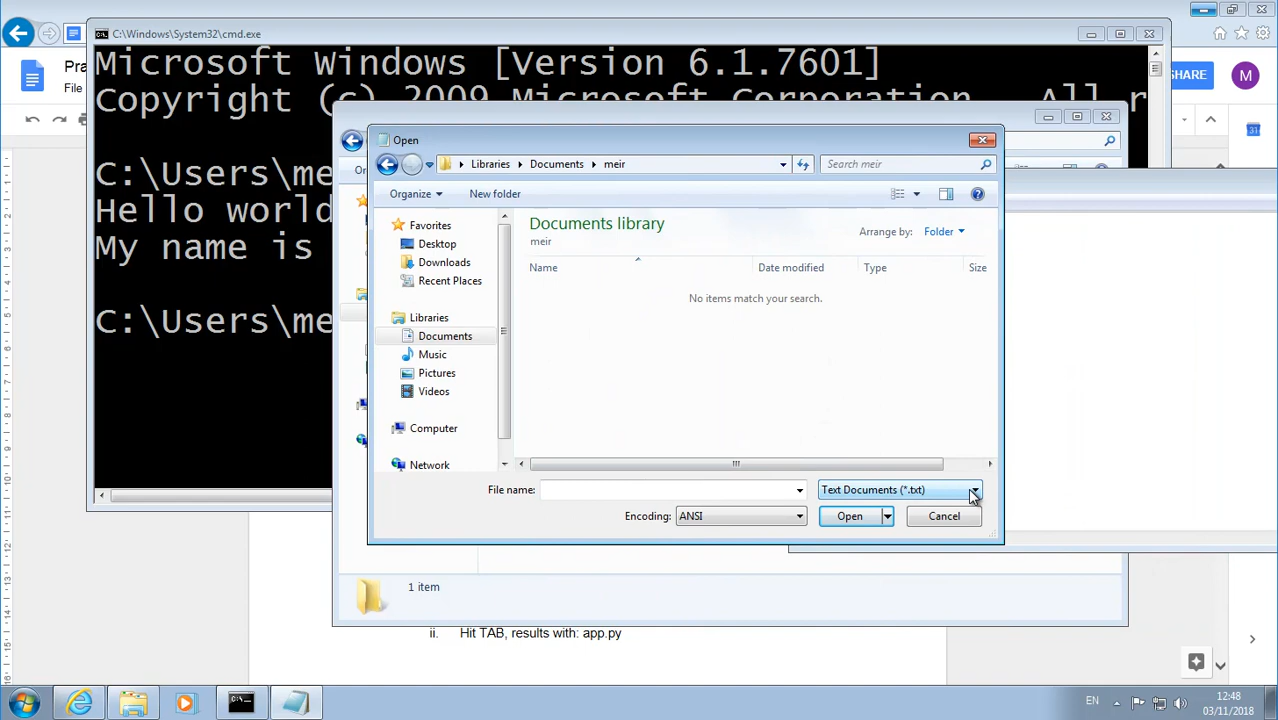 C:\Windows\System32\cmd.exe
Pra
File
SHARE
M
31
Microsoft Windows [Version 6.1.7601]
Copyright (c) 2009 Microsoft Corporation. All r
C:\Users\me
Hello world
My name is
C:\Users\me
Open
Libraries
Documents
meir
Search meir
Or
Organize
New folder
Favorites
Desktop
Downloads
Recent Places
Libraries
Documents
Music
Pictures
Videos
Computer
Network
Documents library
meir
Arrange by:
Folder
Name
Date modified
Type
Size
No items match your search.
File name:
Text Documents (*.txt)
Encoding:
ANSI
Open
Cancel
1 item
ii. Hit TAB, results with: app.py
EN
12:48
03/11/2018